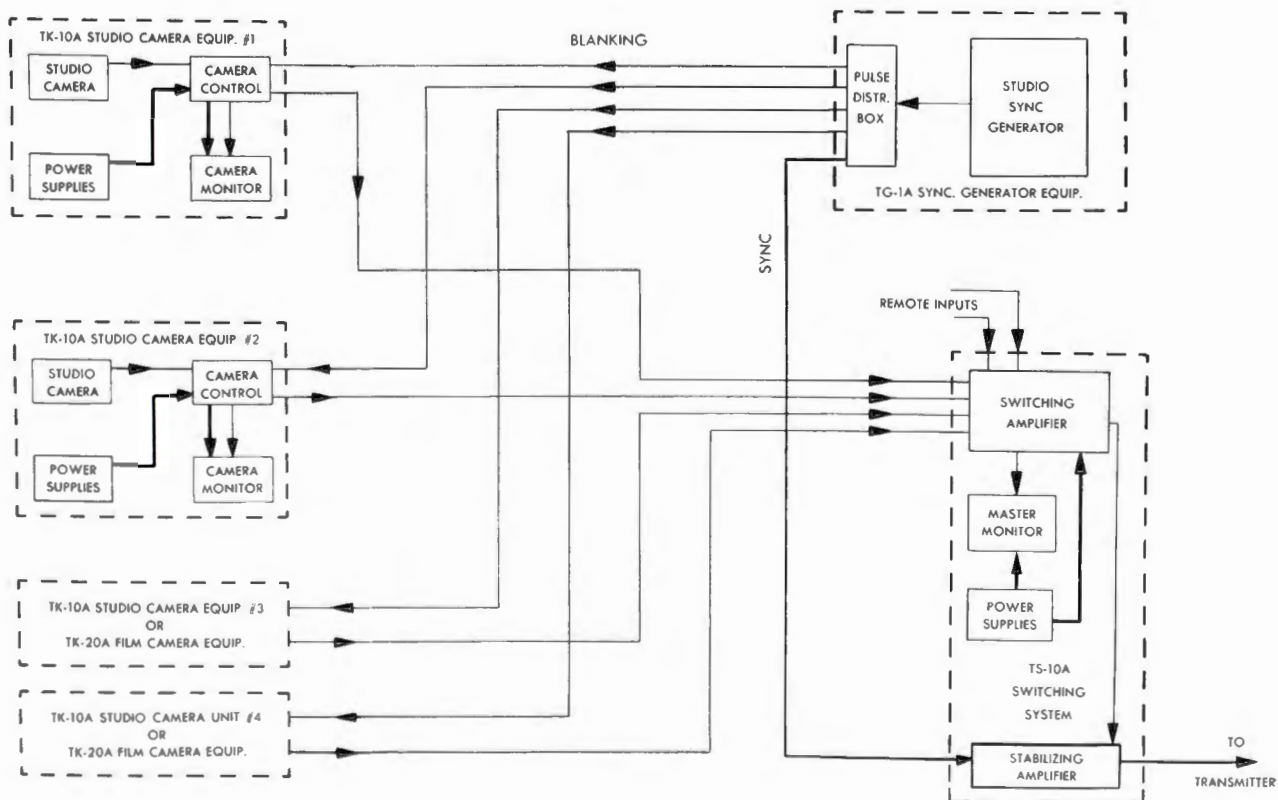 TK-10A STUDIO CAMERA EQUIP. #1
STUDIO
CAMERA
CAMERA
CONTROL
POWER
SUPPLIES
CAMERA
MONITOR
BLANKING
PULSE
DISTR.
BOX
STUDIO
SYNC
GENERATOR
TG-1A SYNC. GENERATOR EQUIP.
SYNC
TK-10A STUDIO CAMERA EQUIP #2
STUDIO
CAMERA
CAMERA
CONTROL
POWER
SUPPLIES
CAMERA
MONITOR
REMOTE INPUTS
SWITCHING
AMPLIFIER
MASTER
MONITOR
POWER
SUPPLIES
TS-10A
SWITCHING
SYSTEM
STABILIZING
AMPLIFIER
TO
TRANSMITTER
TK-10A STUDIO CAMERA EQUIP #3
OR
TK-20A FILM CAMERA EQUIP.
TK-10A STUDIO CAMERA UNIT #4
OR
TK-20A FILM CAMERA EQUIP.